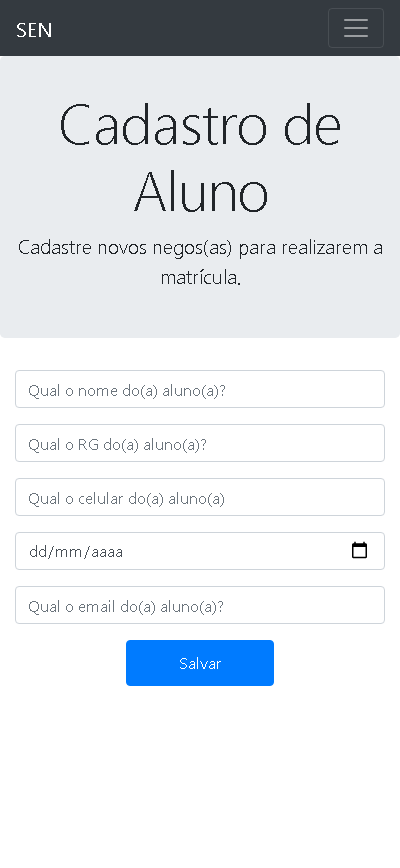 SEN
Cadastro de
Aluno
Cadastre novos negos(as) para realizarem a
matrícula.
Qual o nome do(a) aluno(a)?
Qual o RG do(a) aluno(a)?
Qual o celular do(a) aluno(a)
dd/mm/aaaa
Qual o email do(a) aluno(a)?
Salvar